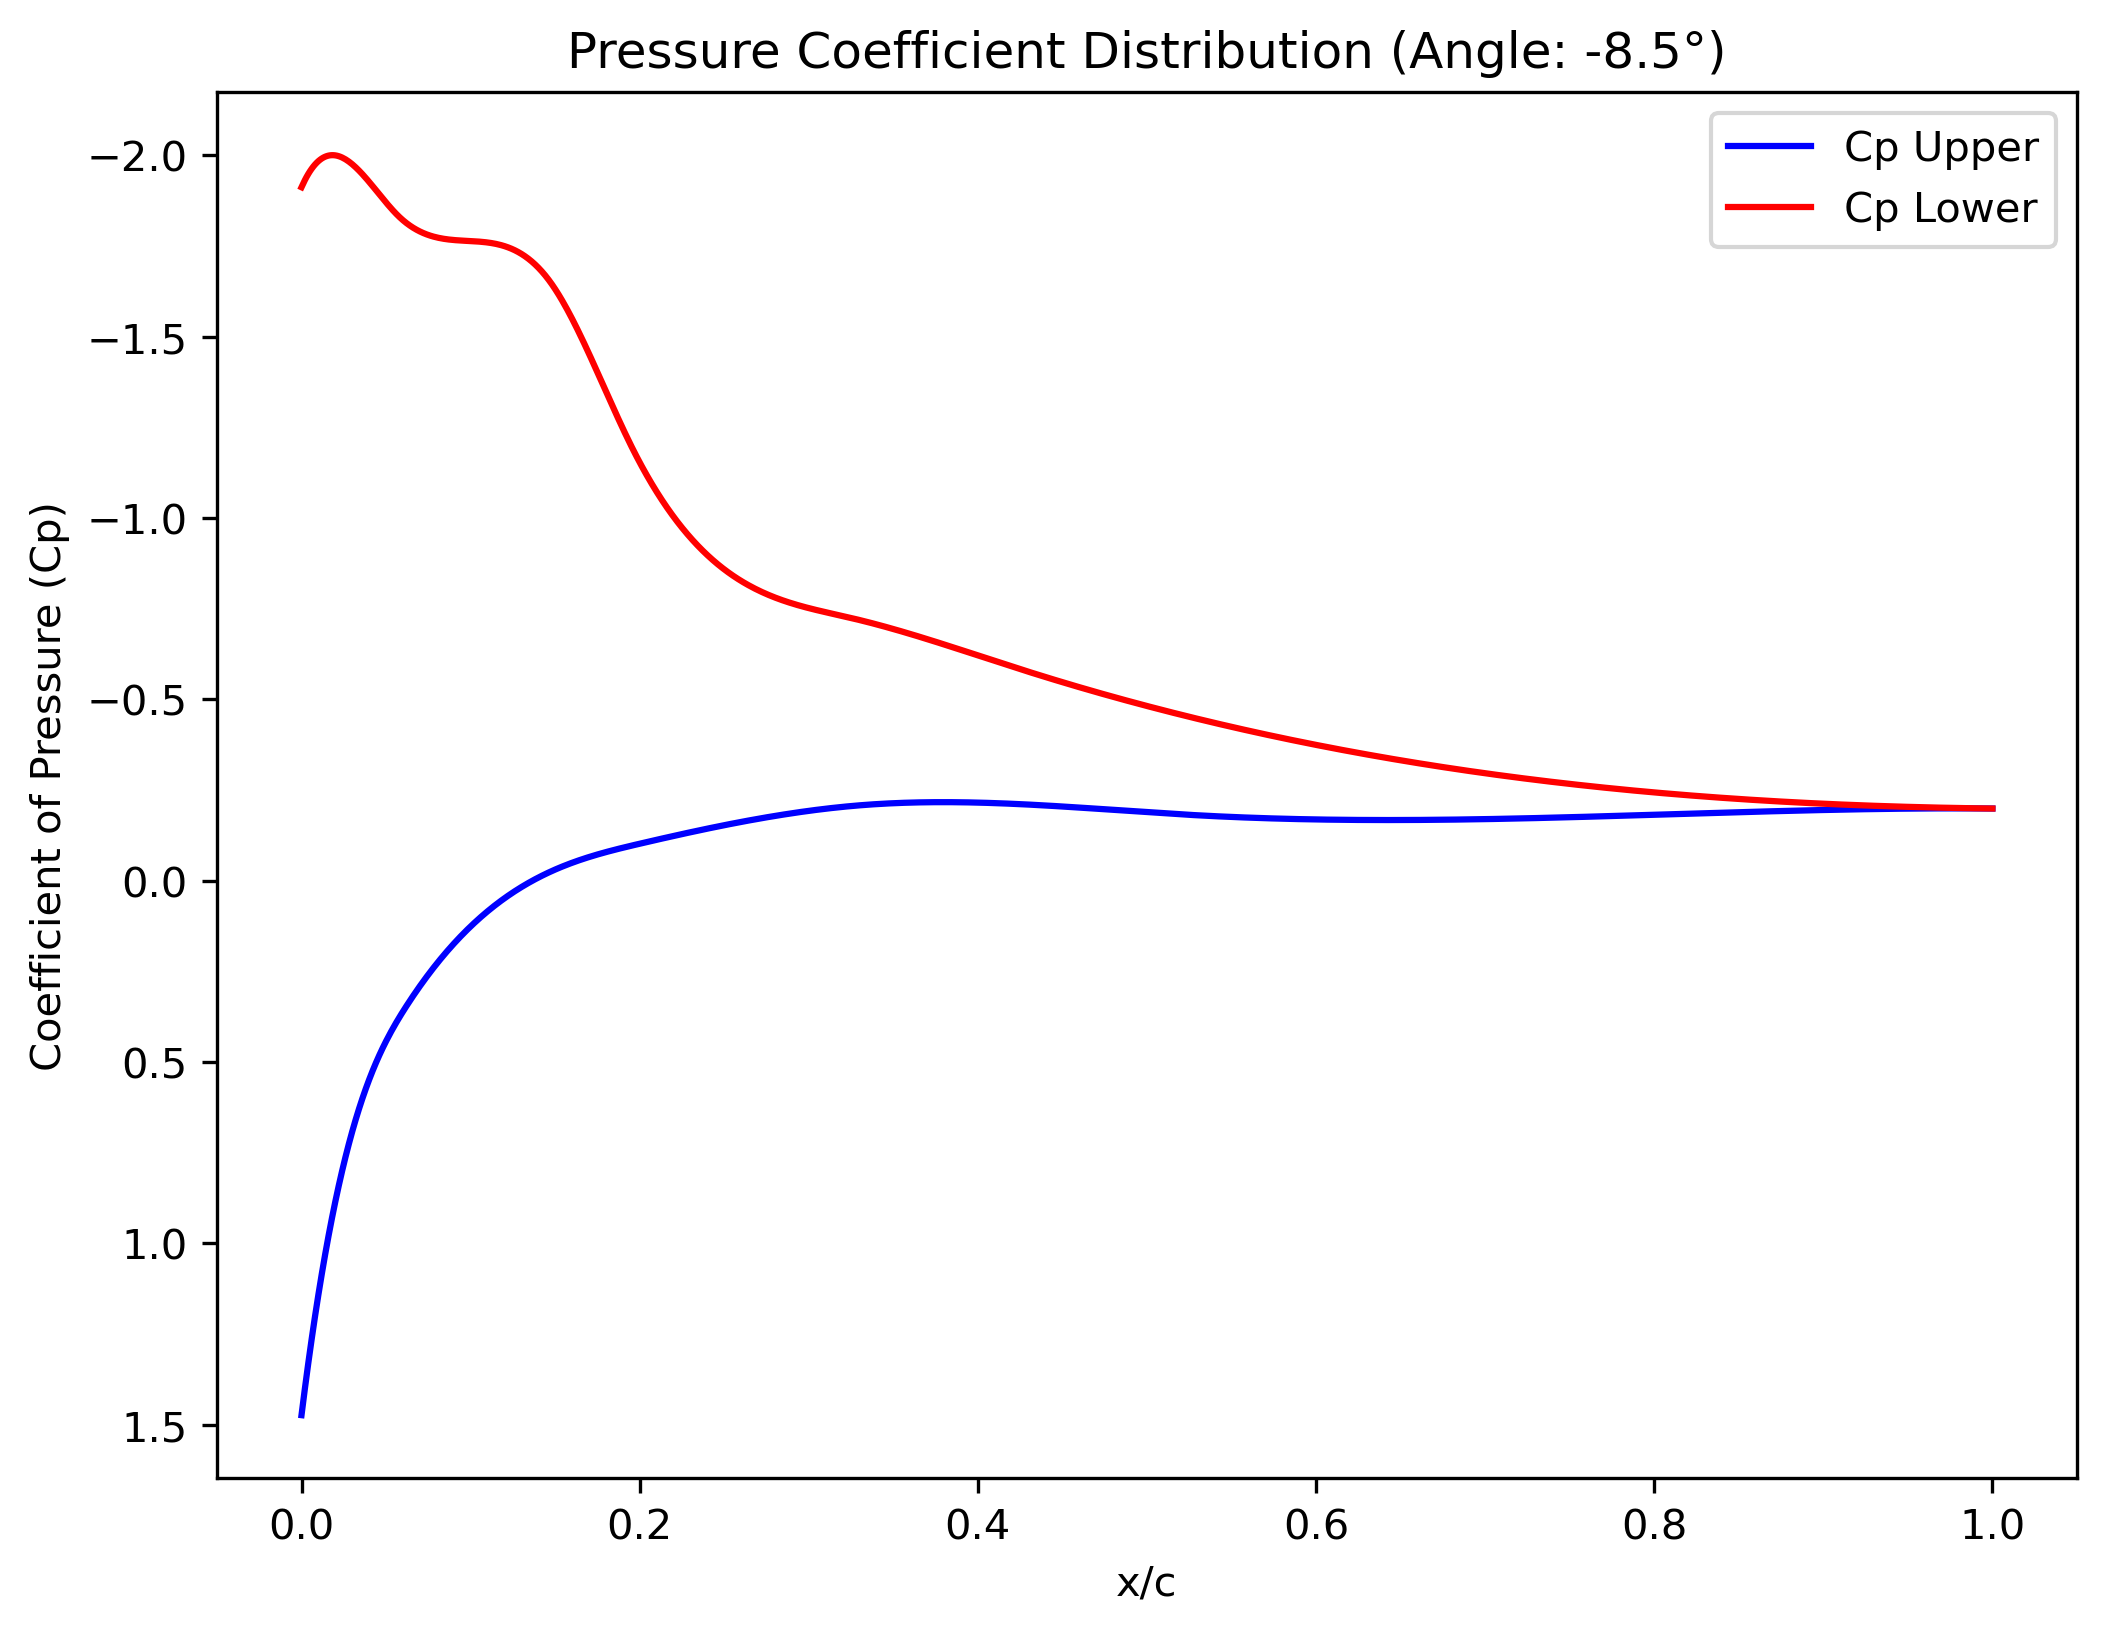 Pressure Coefficient Distribution (Angle: -8.5°)
Cp Upper
Cp Lower
Coefficient of Pressure (Cp)
−2.0
−1.5
−1.0
−0.5
0.0
0.5
1.0
1.5
0.0 0.2 0.4 0.6 0.8 1.0
x/c